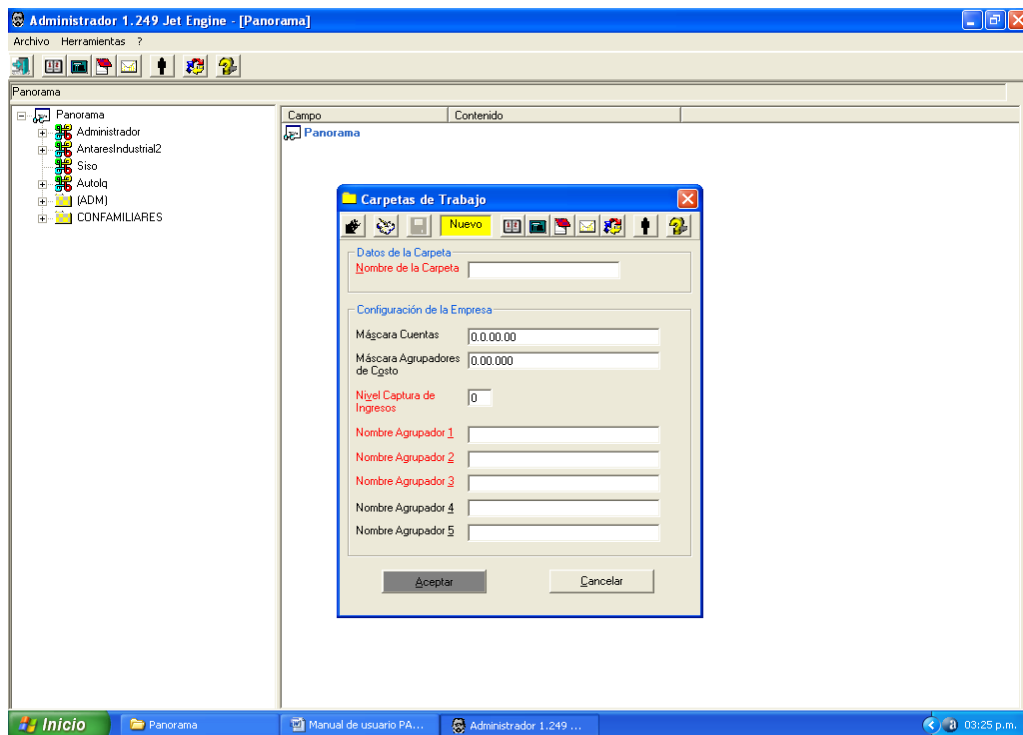 Administrador 1.249 Jet Engine - [Panorama]
Archivo Herramientas ?
Panorama
Panorama
Administrador
AntaresIndustrial2
Siso
Autolq
(ADM)
CONFAMILIARES
Campo Contenido
Panorama
Carpetas de Trabajo
Nuevo
Datos de la Carpeta
Nombre de la Carpeta
Configuración de la Empresa
Máscara Cuentas 0.0.00.00
Máscara Agrupadores 0.00.000
de Costo
Nivel Captura de 0
Ingresos
Nombre Agrupador 1
Nombre Agrupador 2
Nombre Agrupador 3
Nombre Agrupador 4
Nombre Agrupador 5
Aceptar Cancelar
Inicio Panorama Manual de usuario PA... Administrador 1.249 ... 03:25 p.m.